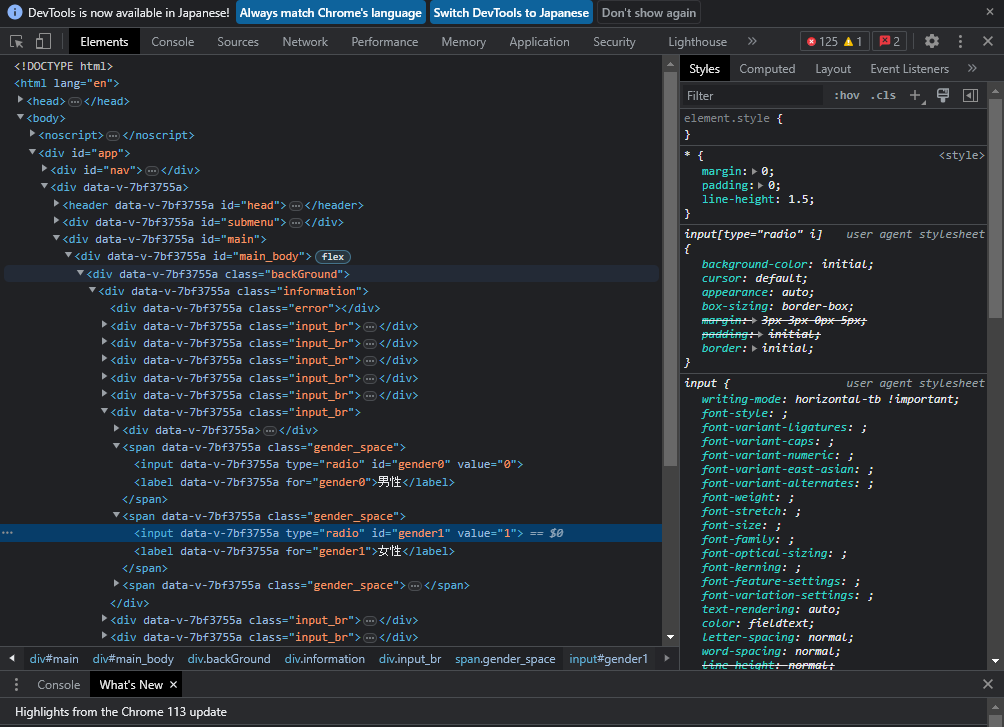 DevTools is now available in Japanese! Always match Chrome's language Switch DevTools to Japanese Don't show again
Elements Console Sources Network Performance Memory Application Security Lighthouse 125 1 2
<!DOCTYPE html>
<html lang="en">
<head>…</head>
<body>
<noscript>…</noscript>
<div id="app">
<div id="nav">…</div>
<div data-v-7bf3755a>
<header data-v-7bf3755a id="head">…</header>
<div data-v-7bf3755a id="submenu">…</div>
<div data-v-7bf3755a id="main">
<div data-v-7bf3755a id="main_body"> flex
<div data-v-7bf3755a class="backGround">
<div data-v-7bf3755a class="information">
<div data-v-7bf3755a class="error"></div>
<div data-v-7bf3755a class="input_br">…</div>
<div data-v-7bf3755a class="input_br">…</div>
<div data-v-7bf3755a class="input_br">…</div>
<div data-v-7bf3755a class="input_br">…</div>
<div data-v-7bf3755a class="input_br">…</div>
<div data-v-7bf3755a class="input_br">
<div data-v-7bf3755a>…</div>
<span data-v-7bf3755a class="gender_space">
<input data-v-7bf3755a type="radio" id="gender0" value="0">
<label data-v-7bf3755a for="gender0">男性</label>
</span>
<span data-v-7bf3755a class="gender_space">
<input data-v-7bf3755a type="radio" id="gender1" value="1"> == $0
<label data-v-7bf3755a for="gender1">女性</label>
</span>
<span data-v-7bf3755a class="gender_space">…</span>
</div>
<div data-v-7bf3755a class="input_br">…</div>
<div data-v-7bf3755a class="input_br">…</div>
div#main div#main_body div.backGround div.information div.input_br span.gender_space input#gender1
Styles Computed Layout Event Listeners
Filter :hov .cls
element.style {
}
* { <style>
margin: 0;
padding: 0;
line-height: 1.5;
}
input[type="radio" i] user agent stylesheet
{
background-color: initial;
cursor: default;
appearance: auto;
box-sizing: border-box;
margin: 3px 3px 0px 5px;
padding: initial;
border: initial;
}
input { user agent stylesheet
writing-mode: horizontal-tb !important;
font-style: ;
font-variant-ligatures: ;
font-variant-caps: ;
font-variant-numeric: ;
font-variant-east-asian: ;
font-variant-alternates: ;
font-weight: ;
font-stretch: ;
font-size: ;
font-family: ;
font-optical-sizing: ;
font-kerning: ;
font-feature-settings: ;
font-variation-settings: ;
text-rendering: auto;
color: fieldtext;
letter-spacing: normal;
word-spacing: normal;
line-height: normal;
Console What's New
Highlights from the Chrome 113 update